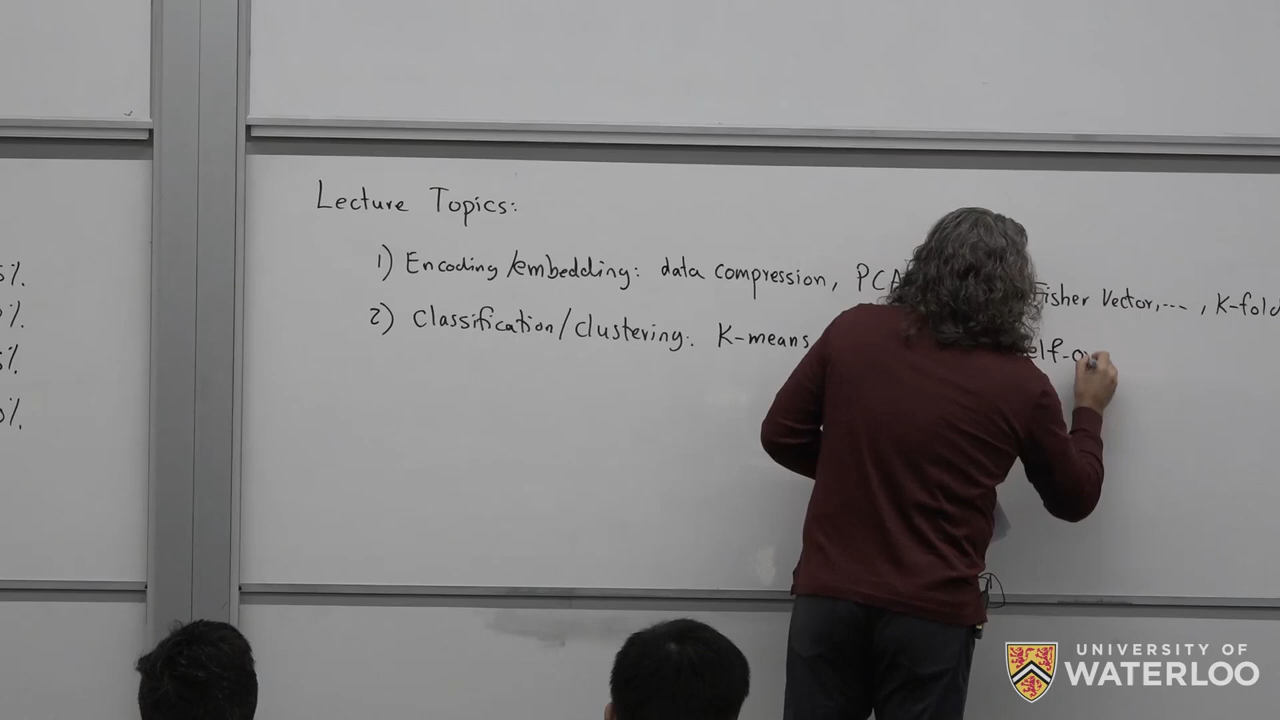 Lecture Topics:
1) Encoding/embedding: data compression, PCA Fisher Vector, ... , K-fold
2) Classification/clustering: K-means elf-o
5%.
%.
%.
%.
UNIVERSITY OF
WATERLOO